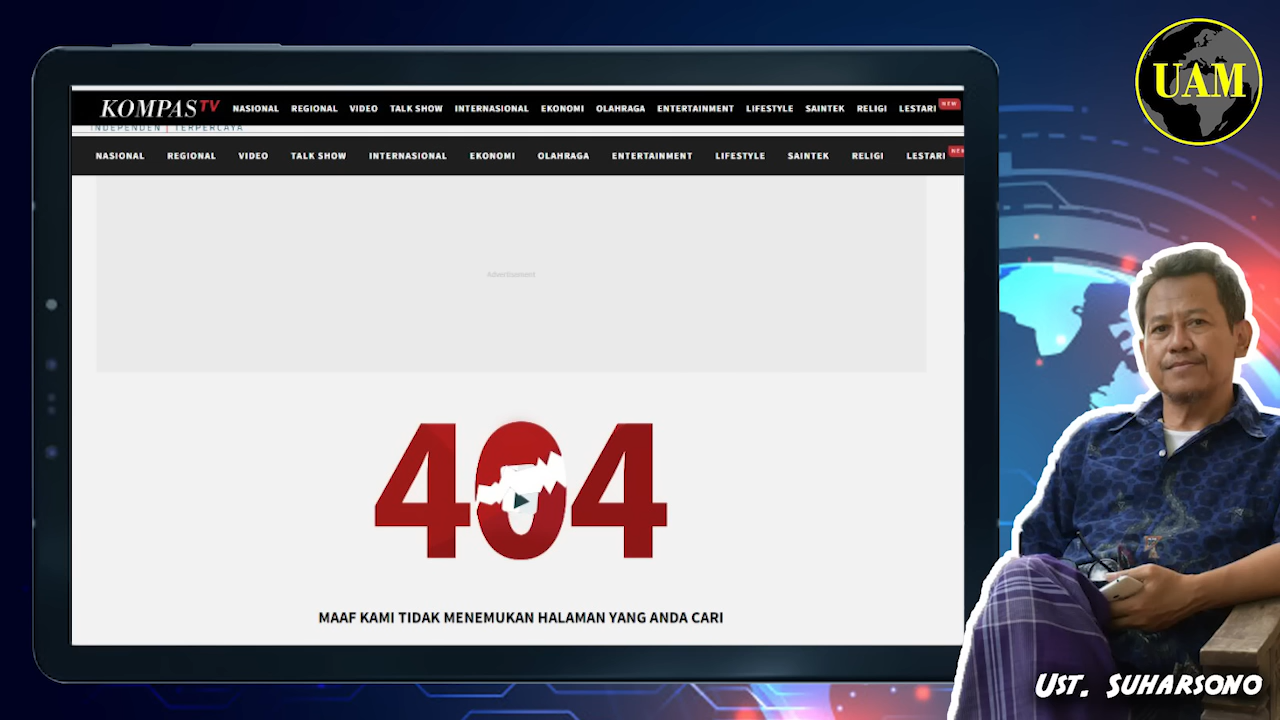 UAM
KOMPASTV NASIONAL REGIONAL VIDEO TALK SHOW INTERNASIONAL EKONOMI OLAHRAGA ENTERTAINMENT LIFESTYLE SAINTEK RELIGI LESTARI NEW
INDEPENDEN | TERPERCAYA
NASIONAL REGIONAL VIDEO TALK SHOW INTERNASIONAL EKONOMI OLAHRAGA ENTERTAINMENT LIFESTYLE SAINTEK RELIGI LESTARI NEW
Advertisement
404
MAAF KAMI TIDAK MENEMUKAN HALAMAN YANG ANDA CARI
UST. SUHARSONO